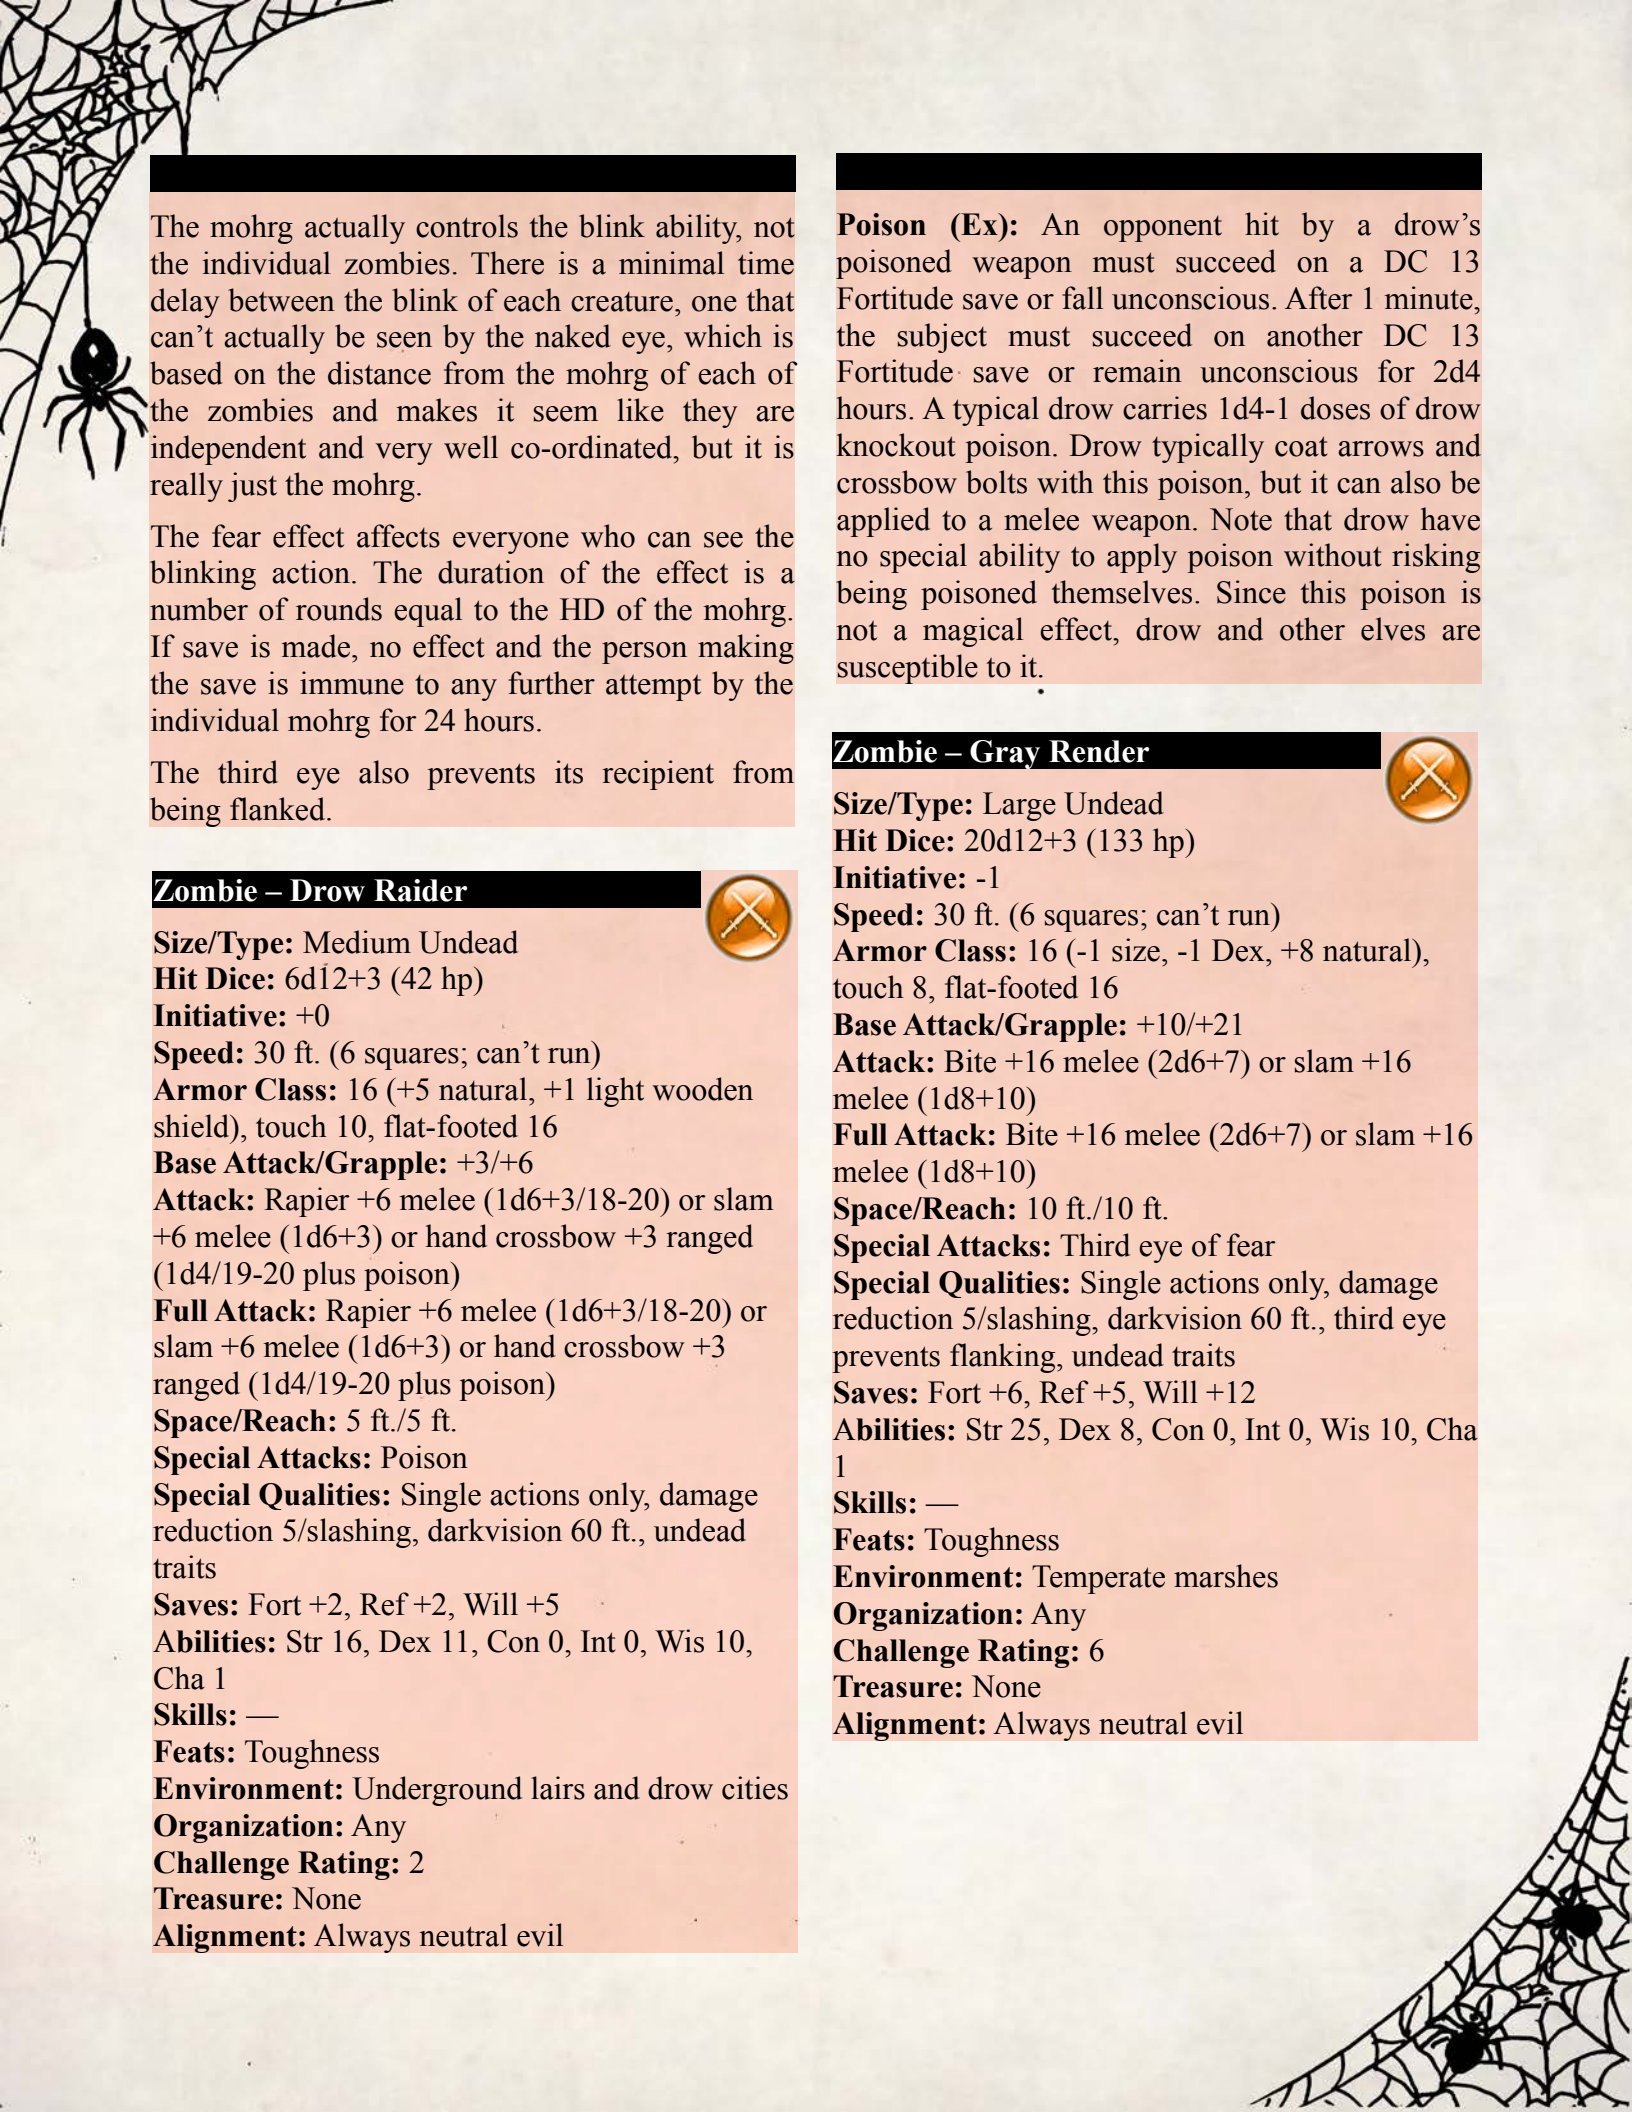 The mohrg actually controls the blink ability, not
the individual zombies. There is a minimal time
delay between the blink of each creature, one that
can’t actually be seen by the naked eye, which is
based on the distance from the mohrg of each of
the zombies and makes it seem like they are
independent and very well co-ordinated, but it is
really just the mohrg.
The fear effect affects everyone who can see the
blinking action. The duration of the effect is a
number of rounds equal to the HD of the mohrg.
If save is made, no effect and the person making
the save is immune to any further attempt by the
individual mohrg for 24 hours.
The third eye also prevents its recipient from
being flanked.
Zombie – Drow Raider
Size/Type: Medium Undead
Hit Dice: 6d12+3 (42 hp)
Initiative: +0
Speed: 30 ft. (6 squares; can’t run)
Armor Class: 16 (+5 natural, +1 light wooden
shield), touch 10, flat-footed 16
Base Attack/Grapple: +3/+6
Attack: Rapier +6 melee (1d6+3/18-20) or slam
+6 melee (1d6+3) or hand crossbow +3 ranged
(1d4/19-20 plus poison)
Full Attack: Rapier +6 melee (1d6+3/18-20) or
slam +6 melee (1d6+3) or hand crossbow +3
ranged (1d4/19-20 plus poison)
Space/Reach: 5 ft./5 ft.
Special Attacks: Poison
Special Qualities: Single actions only, damage
reduction 5/slashing, darkvision 60 ft., undead
traits
Saves: Fort +2, Ref +2, Will +5
Abilities: Str 16, Dex 11, Con 0, Int 0, Wis 10,
Cha 1
Skills: —
Feats: Toughness
Environment: Underground lairs and drow cities
Organization: Any
Challenge Rating: 2
Treasure: None
Alignment: Always neutral evil
Poison (Ex): An opponent hit by a drow’s
poisoned weapon must succeed on a DC 13
Fortitude save or fall unconscious. After 1 minute,
the subject must succeed on another DC 13
Fortitude save or remain unconscious for 2d4
hours. A typical drow carries 1d4-1 doses of drow
knockout poison. Drow typically coat arrows and
crossbow bolts with this poison, but it can also be
applied to a melee weapon. Note that drow have
no special ability to apply poison without risking
being poisoned themselves. Since this poison is
not a magical effect, drow and other elves are
susceptible to it.
Zombie – Gray Render
Size/Type: Large Undead
Hit Dice: 20d12+3 (133 hp)
Initiative: -1
Speed: 30 ft. (6 squares; can’t run)
Armor Class: 16 (-1 size, -1 Dex, +8 natural),
touch 8, flat-footed 16
Base Attack/Grapple: +10/+21
Attack: Bite +16 melee (2d6+7) or slam +16
melee (1d8+10)
Full Attack: Bite +16 melee (2d6+7) or slam +16
melee (1d8+10)
Space/Reach: 10 ft./10 ft.
Special Attacks: Third eye of fear
Special Qualities: Single actions only, damage
reduction 5/slashing, darkvision 60 ft., third eye
prevents flanking, undead traits
Saves: Fort +6, Ref +5, Will +12
Abilities: Str 25, Dex 8, Con 0, Int 0, Wis 10, Cha
1
Skills: —
Feats: Toughness
Environment: Temperate marshes
Organization: Any
Challenge Rating: 6
Treasure: None
Alignment: Always neutral evil